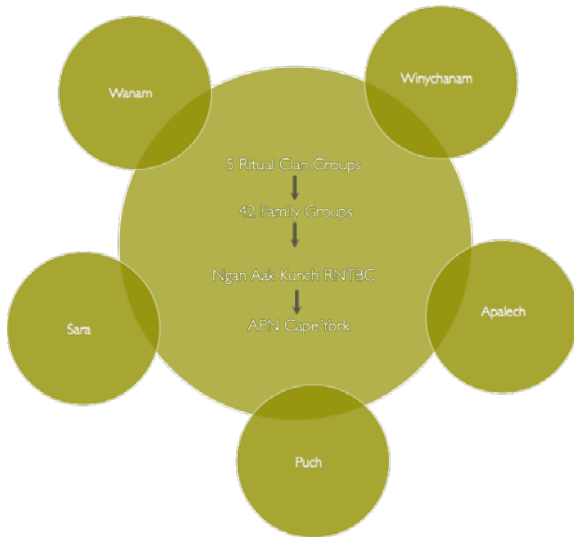 Wanam
Winychanam
5 Ritual Clan Groups
42 Family Groups
Ngan Aak Kunch RNTBC
APN Cape York
Sara
Apalech
Puch